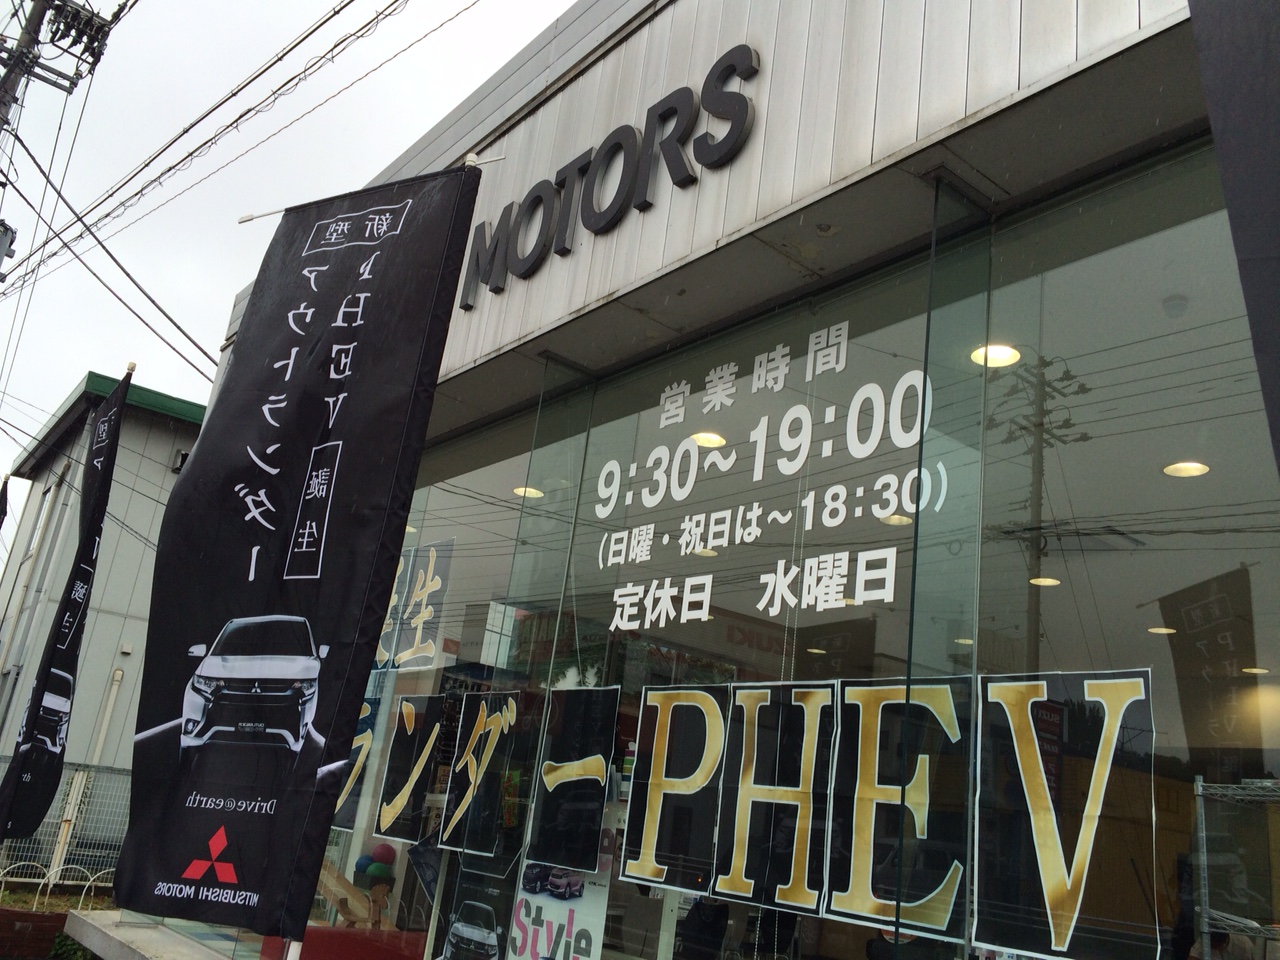 MOTORS
新型
アウトランダー
PHEV
誕生
Drive@earth
MITSUBISHI MOTORS
営業時間
9:30~19:00
(日曜・祝日は~18:30)
定休日 水曜日
生
ランダーPHEV
Style